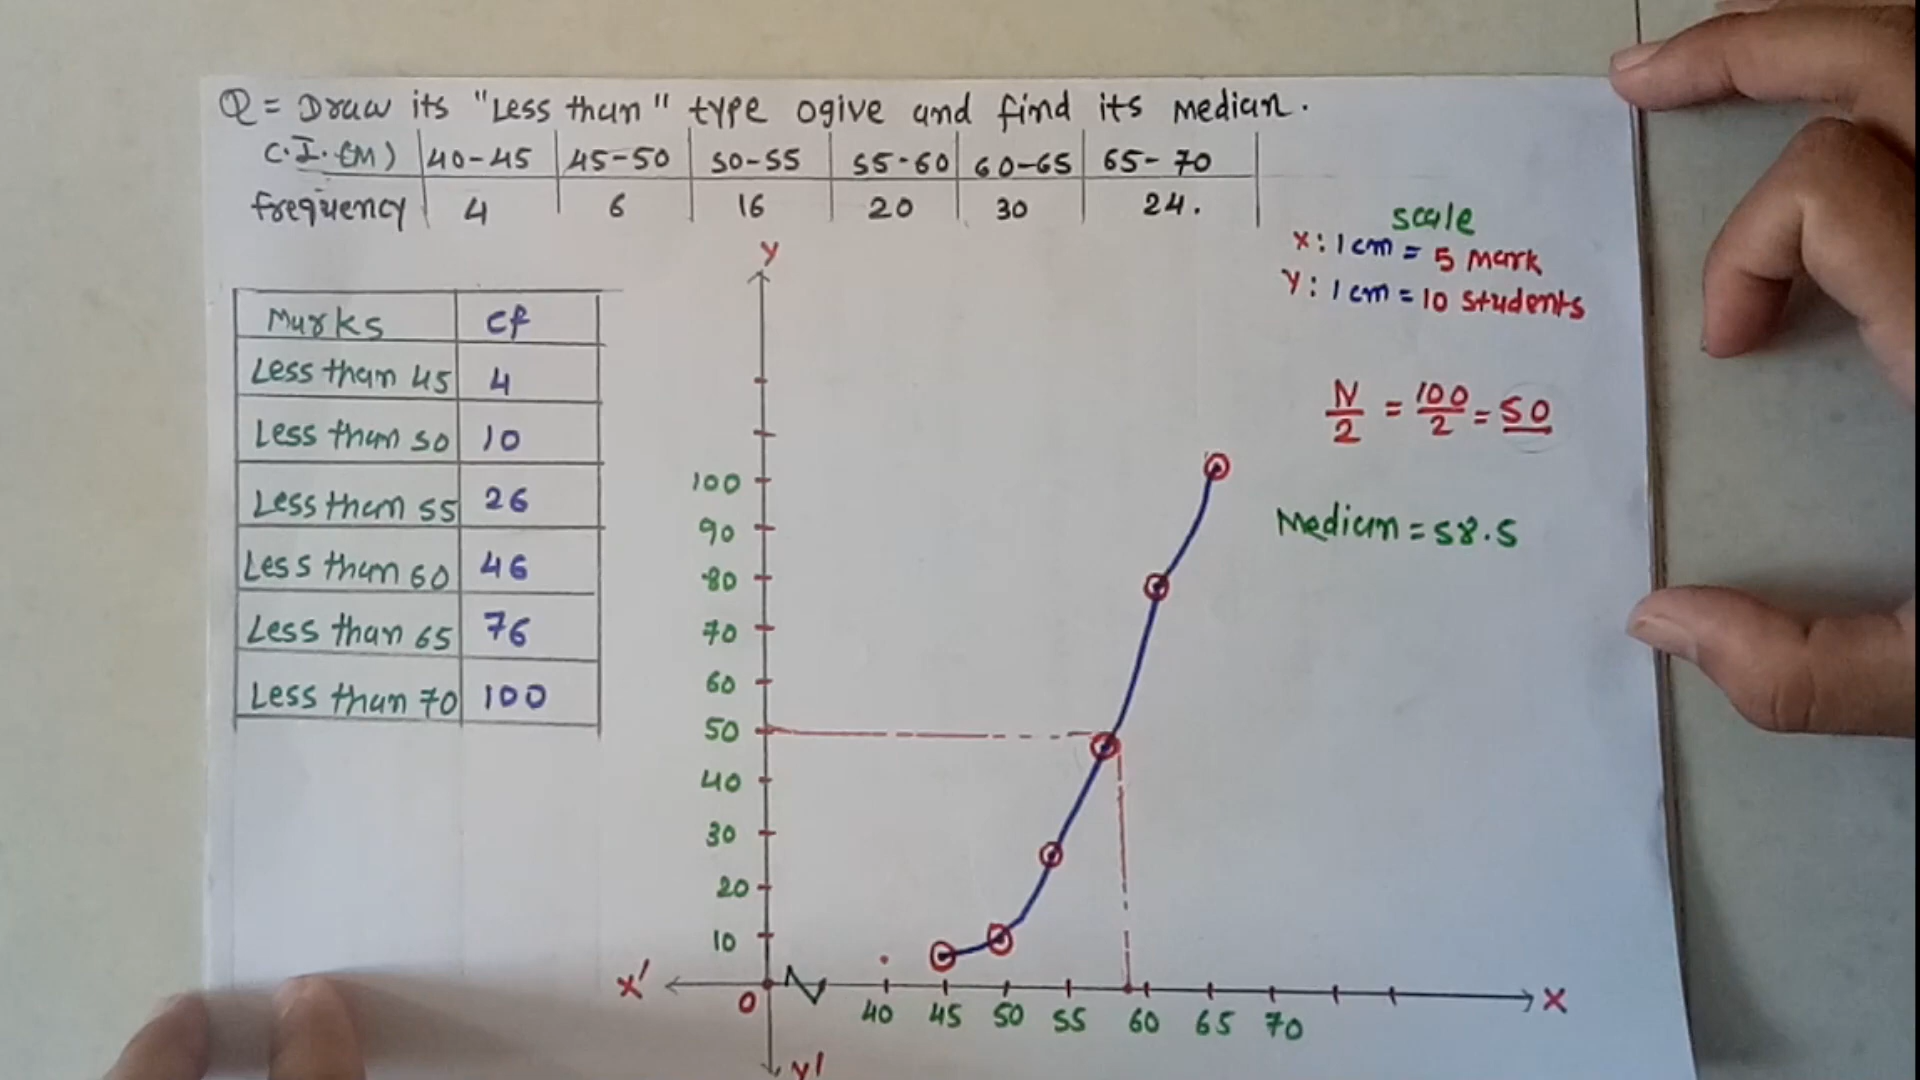 Q = Draw its "Less than" type ogive and find its median.
C.I. (M) 40-45 45-50 50-55 55-60 60-65 65-70
frequency 4 6 16 20 30 24.
scale
X: 1 cm = 5 mark
Y: 1 cm = 10 students
Marks cf
Less than 45 4
Less than 50 10
Less than 55 26
Less than 60 46
Less than 65 76
Less than 70 100
N/2 = 100/2 = 50
Median = 58.5
Y
100
90
80
70
60
50
40
30
20
10
X' O X
40 45 50 55 60 65 70
Y'